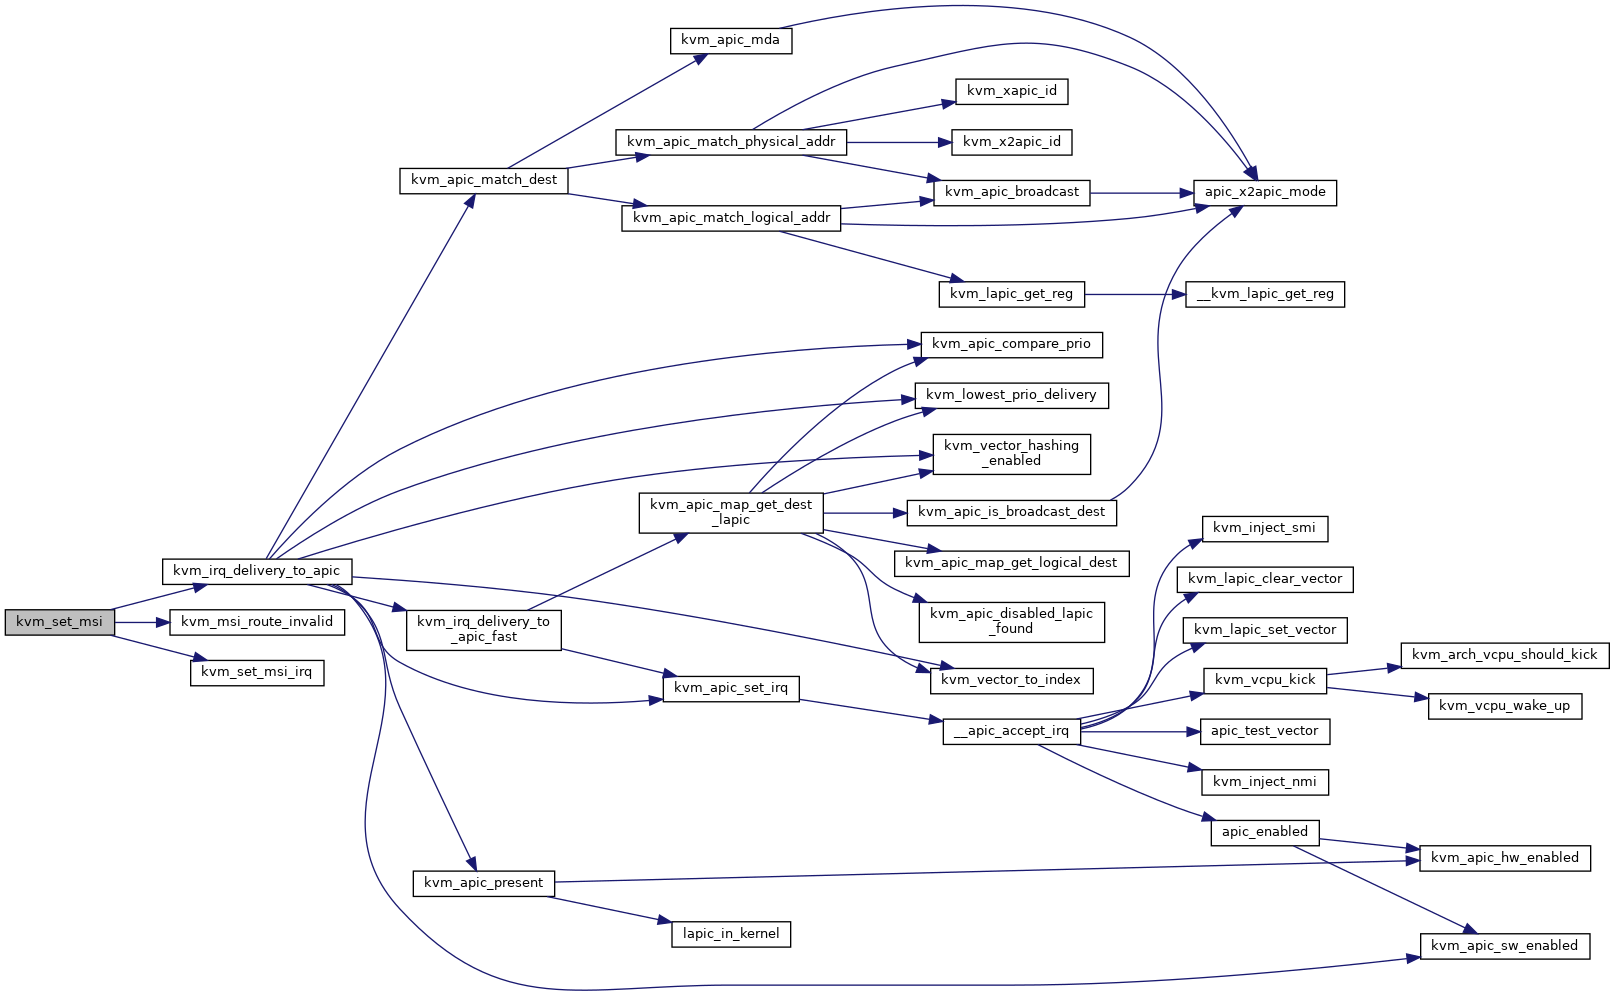 kvm_apic_mda
kvm_xapic_id
kvm_apic_match_physical_addr
kvm_x2apic_id
kvm_apic_match_dest
kvm_apic_broadcast
apic_x2apic_mode
kvm_apic_match_logical_addr
kvm_lapic_get_reg
__kvm_lapic_get_reg
kvm_apic_compare_prio
kvm_lowest_prio_delivery
kvm_vector_hashing
_enabled
kvm_apic_map_get_dest
_lapic
kvm_apic_is_broadcast_dest
kvm_inject_smi
kvm_apic_map_get_logical_dest
kvm_irq_delivery_to_apic
kvm_lapic_clear_vector
kvm_set_msi
kvm_msi_route_invalid
kvm_irq_delivery_to
_apic_fast
kvm_apic_disabled_lapic
_found
kvm_lapic_set_vector
kvm_arch_vcpu_should_kick
kvm_set_msi_irq
kvm_vector_to_index
kvm_vcpu_kick
kvm_apic_set_irq
kvm_vcpu_wake_up
__apic_accept_irq
apic_test_vector
kvm_inject_nmi
apic_enabled
kvm_apic_hw_enabled
kvm_apic_present
lapic_in_kernel
kvm_apic_sw_enabled